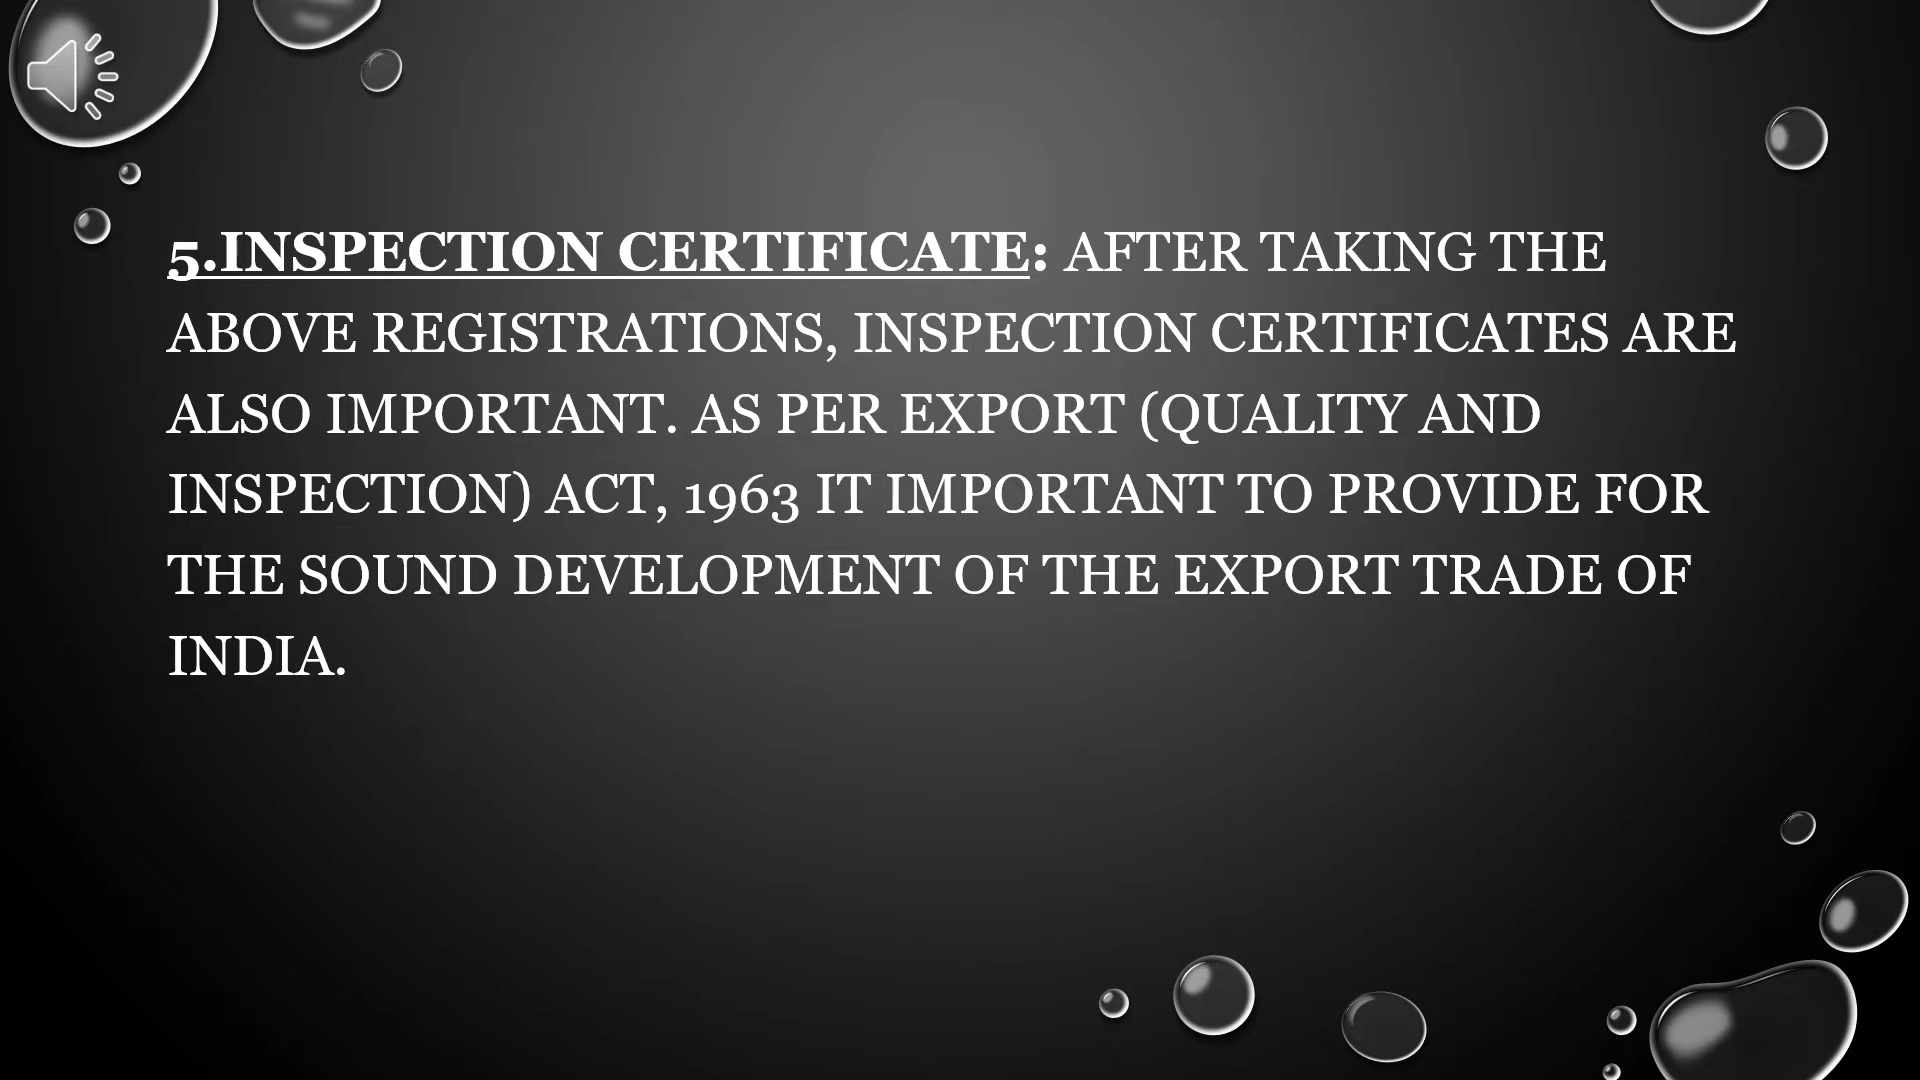 5.INSPECTION CERTIFICATE: AFTER TAKING THE
ABOVE REGISTRATIONS, INSPECTION CERTIFICATES ARE
ALSO IMPORTANT. AS PER EXPORT (QUALITY AND
INSPECTION) ACT, 1963 IT IMPORTANT TO PROVIDE FOR
THE SOUND DEVELOPMENT OF THE EXPORT TRADE OF
INDIA.